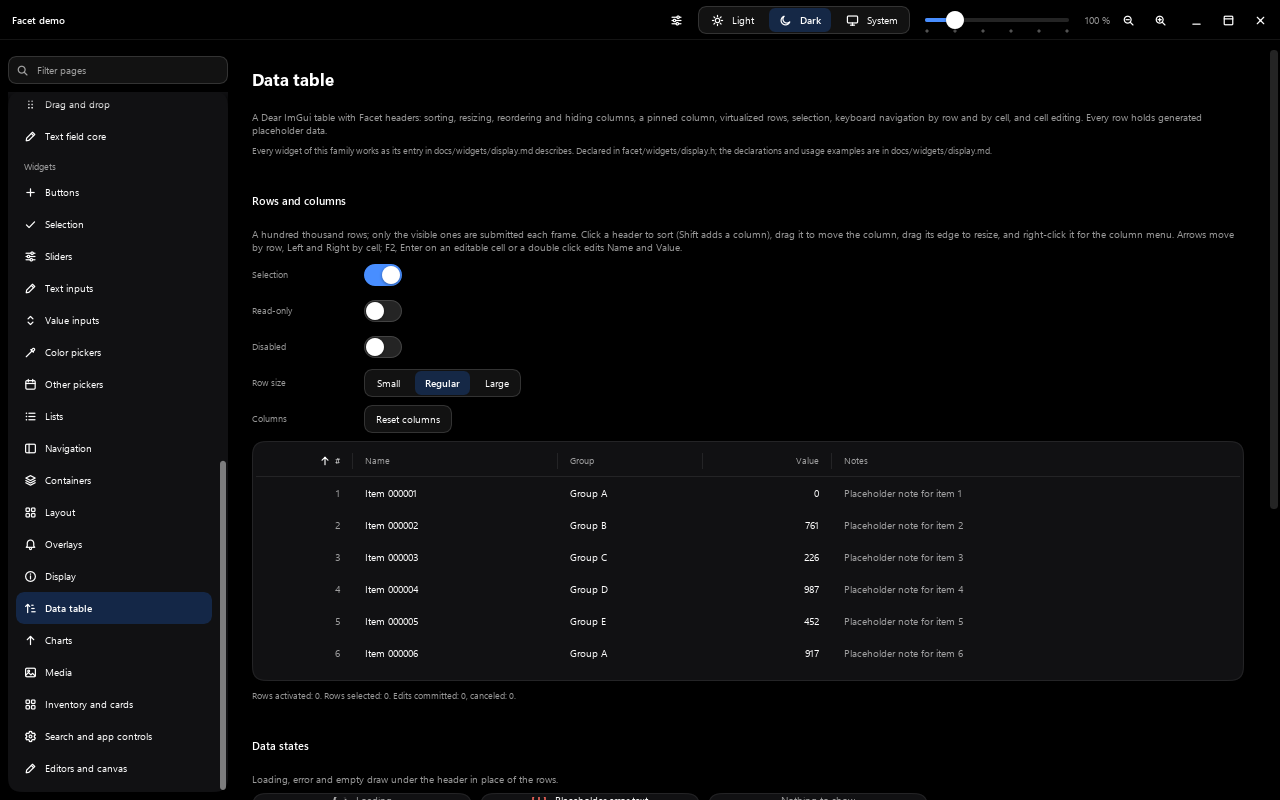 Facet demo
Light
Dark
System
100 %
Filter pages
Drag and drop
Text field core
Widgets
Buttons
Selection
Sliders
Text inputs
Value inputs
Color pickers
Other pickers
Lists
Navigation
Containers
Layout
Overlays
Display
Data table
Charts
Media
Inventory and cards
Search and app controls
Editors and canvas
Data table
A Dear ImGui table with Facet headers: sorting, resizing, reordering and hiding columns, a pinned column, virtualized rows, selection, keyboard navigation by row and by cell, and cell editing. Every row holds generated
placeholder data.
Every widget of this family works as its entry in docs/widgets/display.md describes. Declared in facet/widgets/display.h; the declarations and usage examples are in docs/widgets/display.md.
Rows and columns
A hundred thousand rows; only the visible ones are submitted each frame. Click a header to sort (Shift adds a column), drag it to move the column, drag its edge to resize, and right-click it for the column menu. Arrows move
by row, Left and Right by cell; F2, Enter on an editable cell or a double click edits Name and Value.
Selection
Read-only
Disabled
Row size
Small
Regular
Large
Columns
Reset columns
# Name Group Value Notes
1 Item 000001 Group A 0 Placeholder note for item 1
2 Item 000002 Group B 761 Placeholder note for item 2
3 Item 000003 Group C 226 Placeholder note for item 3
4 Item 000004 Group D 987 Placeholder note for item 4
5 Item 000005 Group E 452 Placeholder note for item 5
6 Item 000006 Group A 917 Placeholder note for item 6
Rows activated: 0. Rows selected: 0. Edits committed: 0, canceled: 0.
Data states
Loading, error and empty draw under the header in place of the rows.